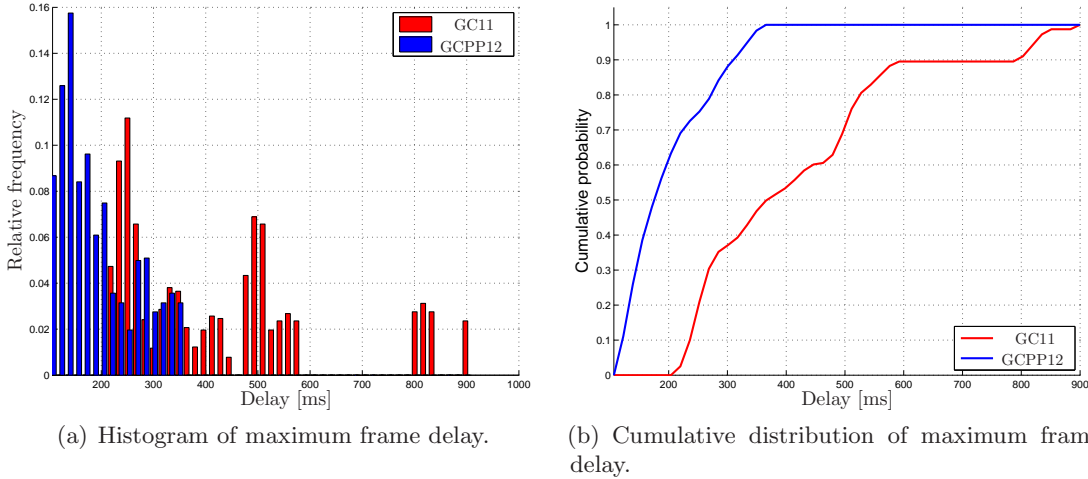 0.16
0.14
0.12
0.1
0.08
0.06
0.04
0.02
0
Relative frequency
GC11
GCPP12
200 300 400 500 600 700 800 900 1000
Delay [ms]
(a) Histogram of maximum frame delay.
1
0.9
0.8
0.7
0.6
0.5
0.4
0.3
0.2
0.1
0
Cumulative probability
GC11
GCPP12
200 300 400 500 600 700 800 900
Delay [ms]
(b) Cumulative distribution of maximum fram
delay.